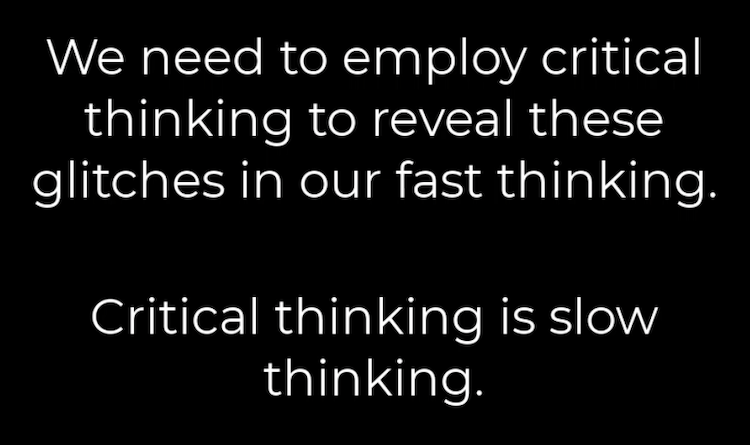 We need to employ critical
thinking to reveal these
glitches in our fast thinking.
Critical thinking is slow
thinking.